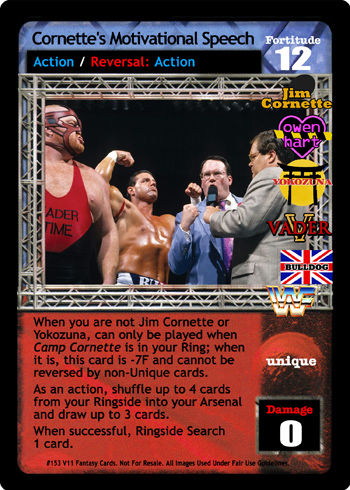 Cornette's Motivational Speech
Fortitude
12
Action / Reversal: Action
Jim
Cornette
owen
hart
YOKOZUNA
VADER
V
BULLDOG
WF
VADER
TIME
When you are not Jim Cornette or
Yokozuna, can only be played when
Camp Cornette is in your Ring; when
it is, this card is -7F and cannot be
reversed by non-Unique cards.
As an action, shuffle up to 4 cards
from your Ringside into your Arsenal
and draw up to 3 cards.
When successful, Ringside Search
1 card.
unique
Damage
0
#153 V11 Fantasy Cards. Not For Resale. All Images Used Under Fair Use Guidelines.